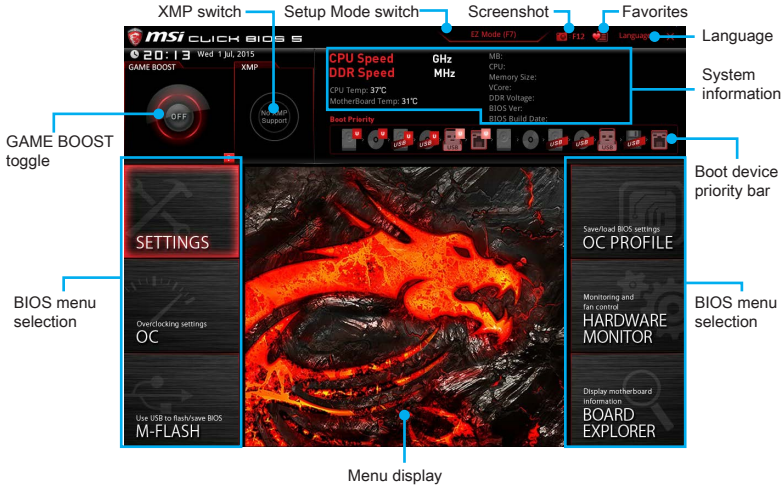 XMP switch
Setup Mode switch
Screenshot
Favorites
msi CLICK BIOS 5
EZ Mode (F7)
F12
Language
X
Language
20:13 Wed 1 Jul, 2015
GAME BOOST
XMP
CPU Speed GHz
DDR Speed MHz
CPU Temp: 37°C
MotherBoard Temp: 31°C
MB:
CPU:
Memory Size:
VCore:
DDR Voltage:
BIOS Ver:
BIOS Build Date:
System
information
OFF
No XMP
Support
Boot Priority
U U U U U
USB USB USB USB USB
GAME BOOST
toggle
Boot device
priority bar
SETTINGS
Save/load BIOS settings
OC PROFILE
BIOS menu
selection
Overclocking settings
OC
Monitoring and
fan control
HARDWARE
MONITOR
BIOS menu
selection
Use USB to flash/save BIOS
M-FLASH
Display motherboard
information
BOARD
EXPLORER
Menu display